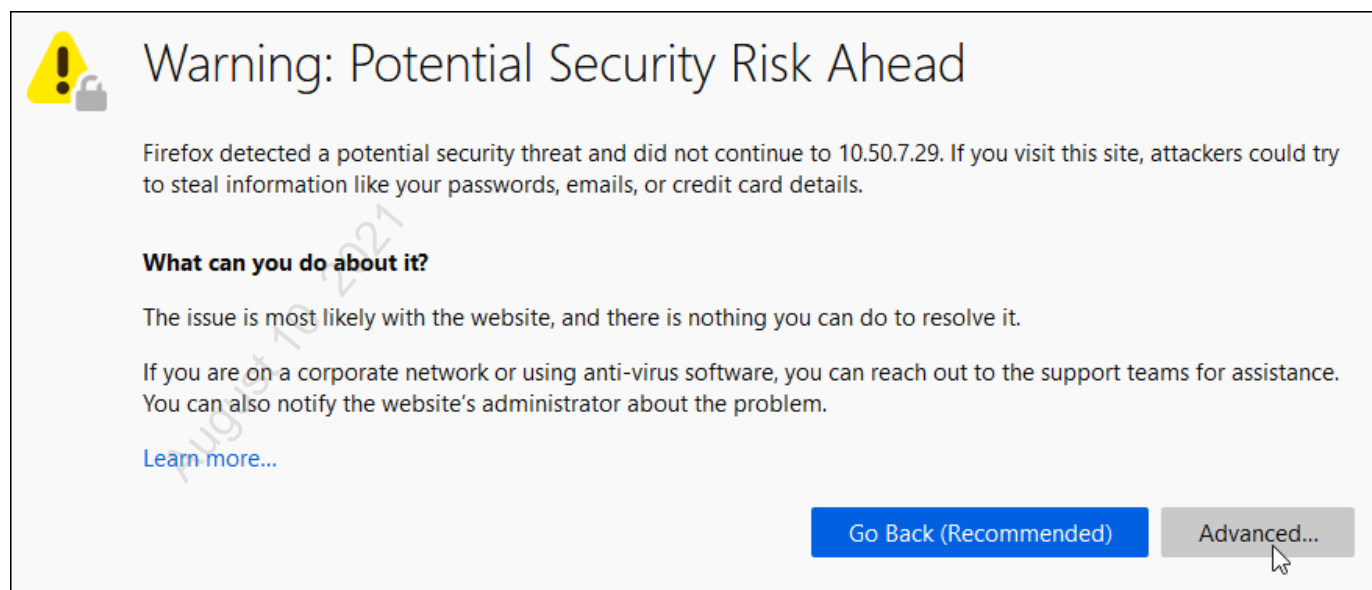 Warning: Potential Security Risk Ahead
Firefox detected a potential security threat and did not continue to 10.50.7.29. If you visit this site, attackers could try
to steal information like your passwords, emails, or credit card details.
What can you do about it?
The issue is most likely with the website, and there is nothing you can do to resolve it.
If you are on a corporate network or using anti-virus software, you can reach out to the support teams for assistance.
You can also notify the website's administrator about the problem.
Learn more...
Go Back (Recommended)
Advanced...
August 10 2021